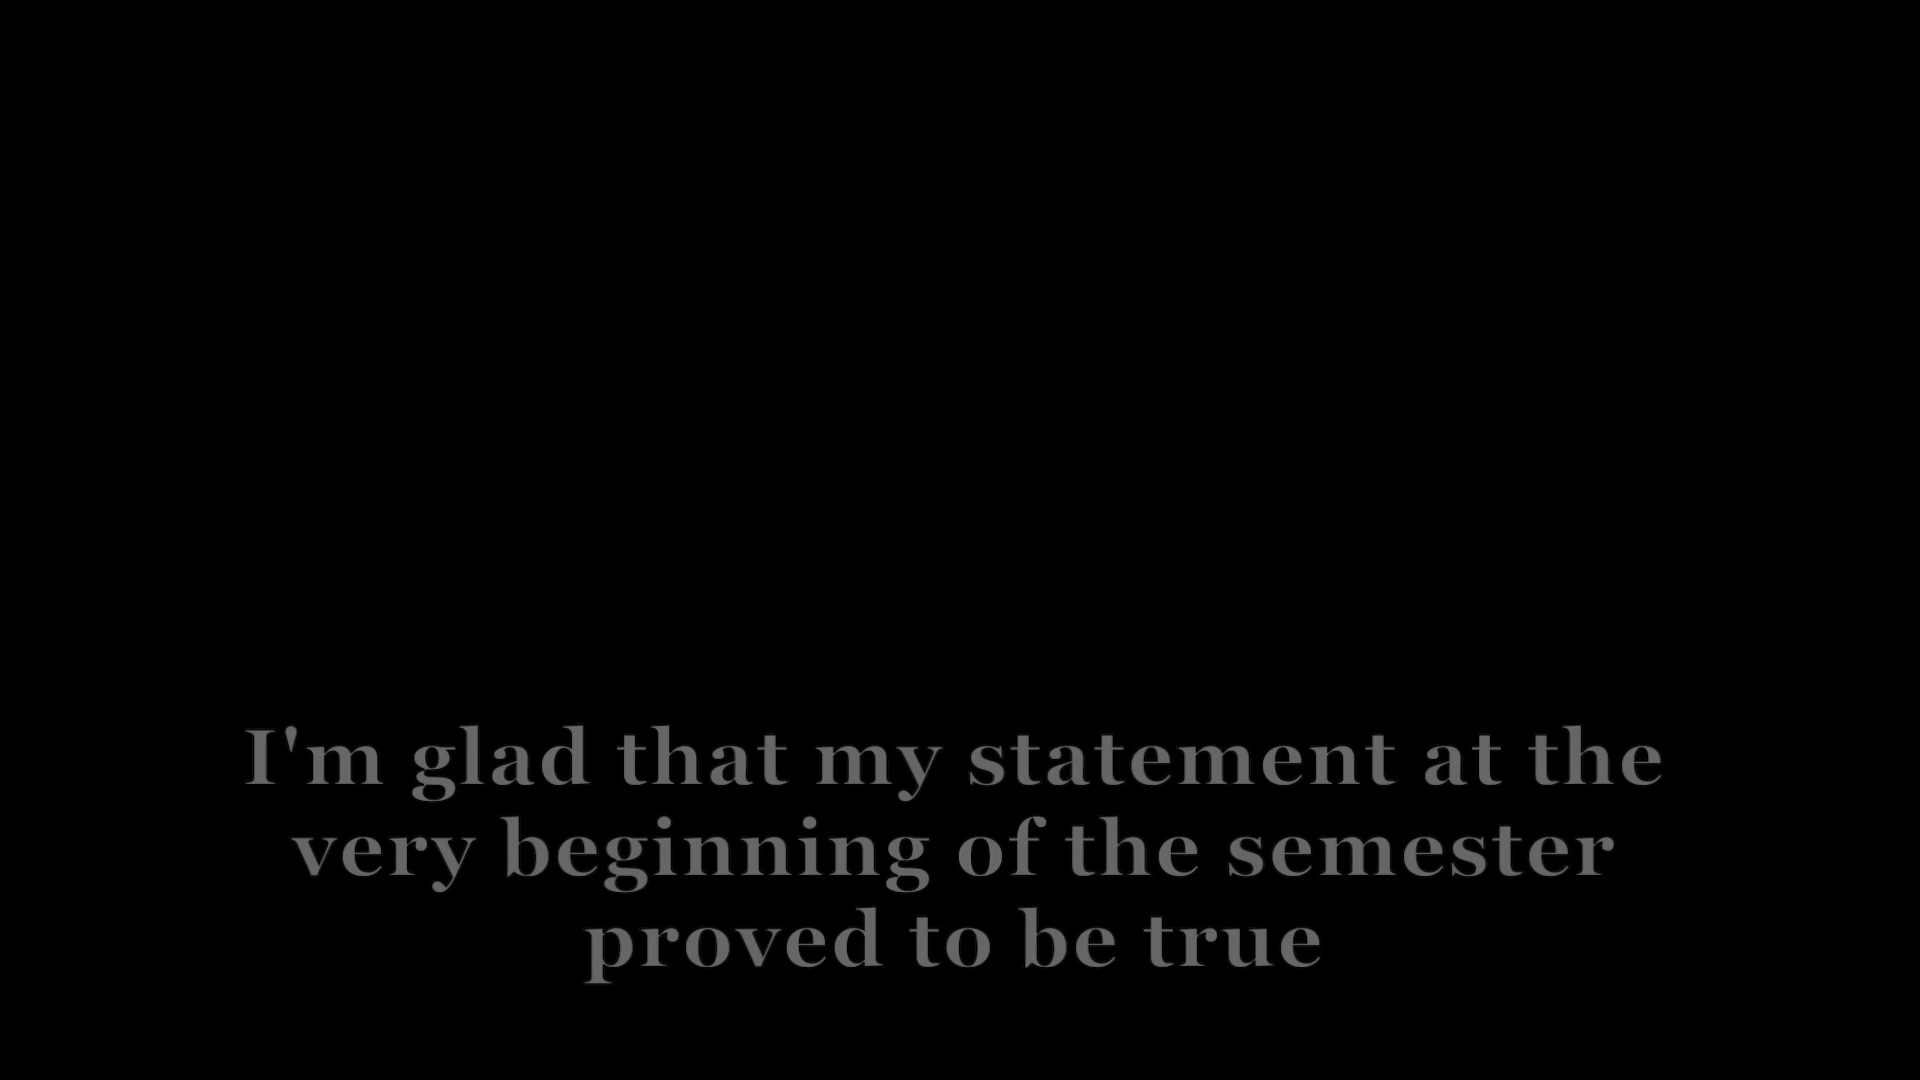 I'm glad that my statement at the
very beginning of the semester
proved to be true